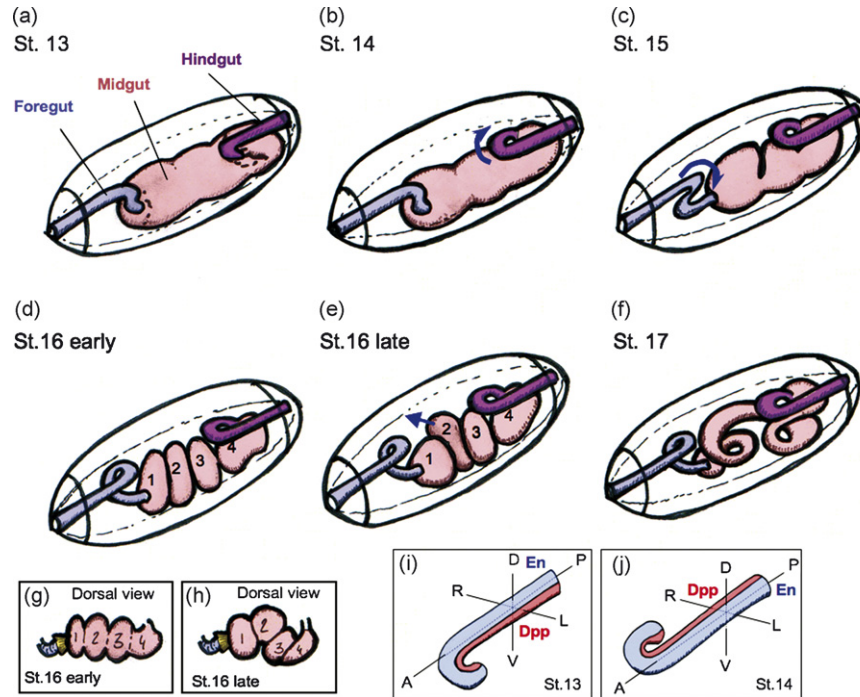 (a)
St. 13
Hindgut
Midgut
Foregut
(b)
St. 14
(c)
St. 15
(d)
St.16 early
1 2 3 4
(e)
St.16 late
1 2 3 4
(f)
St. 17
(g) Dorsal view
1 2 3 4
St.16 early
(h) Dorsal view
1 2 3 4
St.16 late
(i)
D
P
En
R
L
Dpp
V
A
St.13
(j)
D
P
Dpp
En
R
L
V
A
St.14